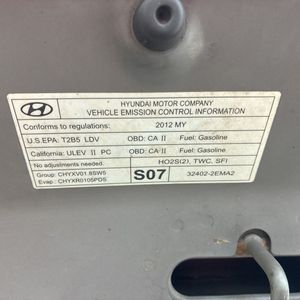 HYUNDAI MOTOR COMPANY
VEHICLE EMISSION CONTROL INFORMATION
Conforms to regulations: 2012 MY
U.S.EPA: T2B5 LDV OBD: CA II Fuel: Gasoline
California: ULEV II PC OBD: CA II Fuel: Gasoline
No adjustments needed. HO2S(2), TWC, SFI
Group: CHYXV01.8SW5 S07 32402-2EMA2
Evap: CHYXR0105PDS